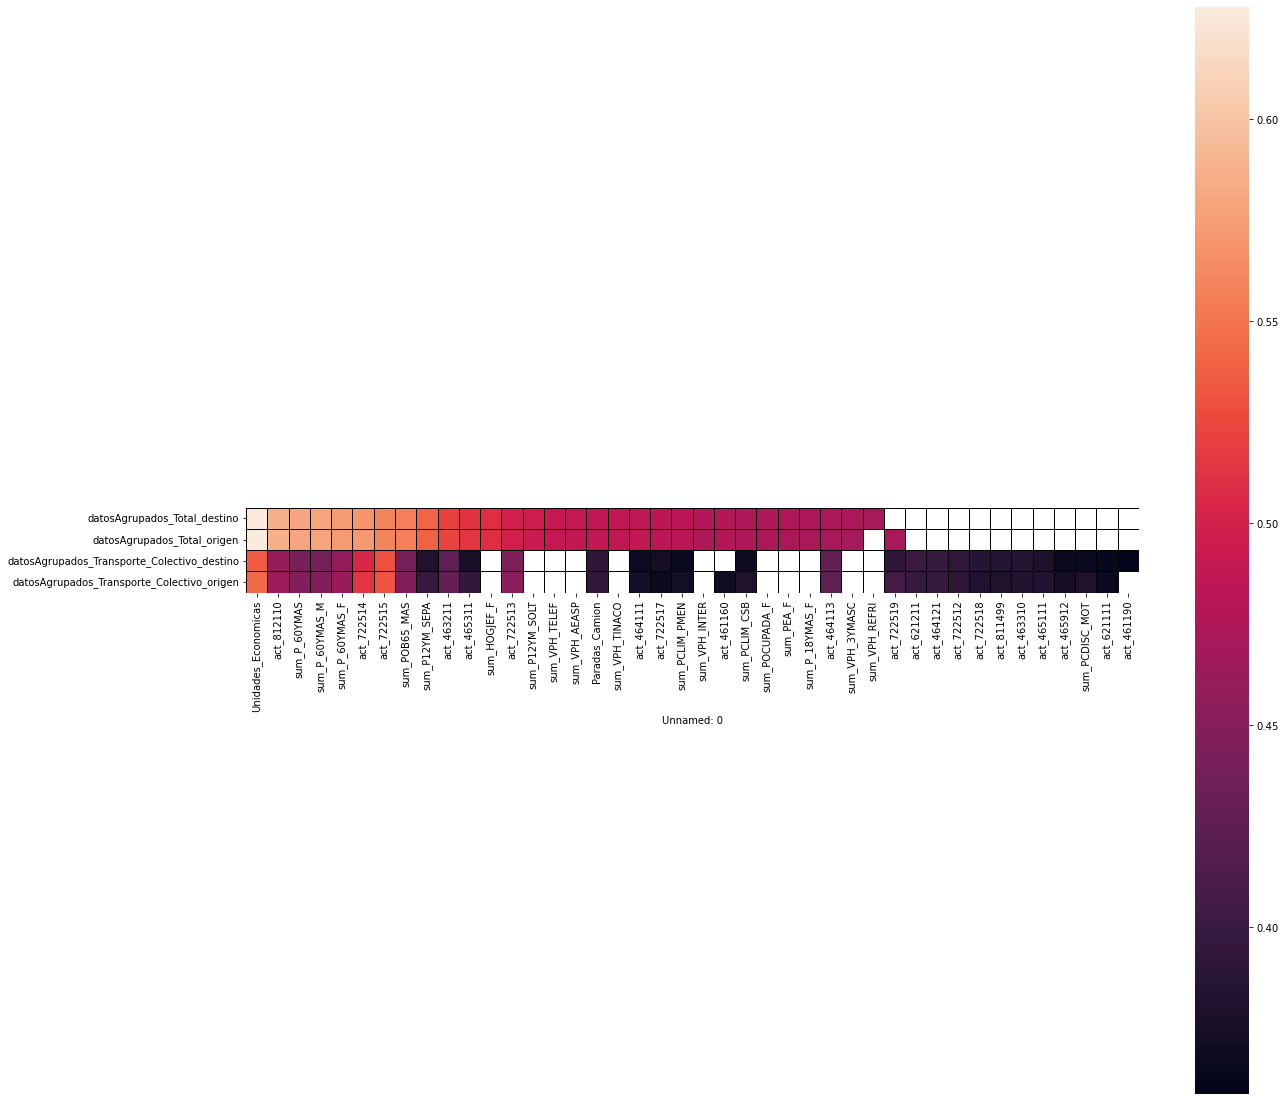 0.60
0.55
0.50
0.45
0.40
datosAgrupados_Total_destino
datosAgrupados_Total_origen
datosAgrupados_Transporte_Colectivo_destino
datosAgrupados_Transporte_Colectivo_origen
Unidades_Economicas
act_812110
sum_P_60YMAS
sum_P_60YMAS_M
sum_P_60YMAS_F
act_722514
act_722515
sum_POB65_MAS
sum_P12YM_SEPA
act_463211
act_465311
sum_HOGJEF_F
act_722513
sum_P12YM_SOLT
sum_VPH_TELEF
sum_VPH_AEASP
Paradas_Camion
sum_VPH_TINACO
act_464111
act_722517
sum_PCLIM_PMEN
sum_VPH_INTER
act_461160
sum_PCLIM_CSB
sum_POCUPADA_F
sum_PEA_F
sum_P_18YMAS_F
act_464113
sum_VPH_3YMASC
sum_VPH_REFRI
act_722519
act_621211
act_464121
act_722512
act_722518
act_811499
act_463310
act_465111
act_465912
sum_PCDISC_MOT
act_621111
act_461190
Unnamed: 0